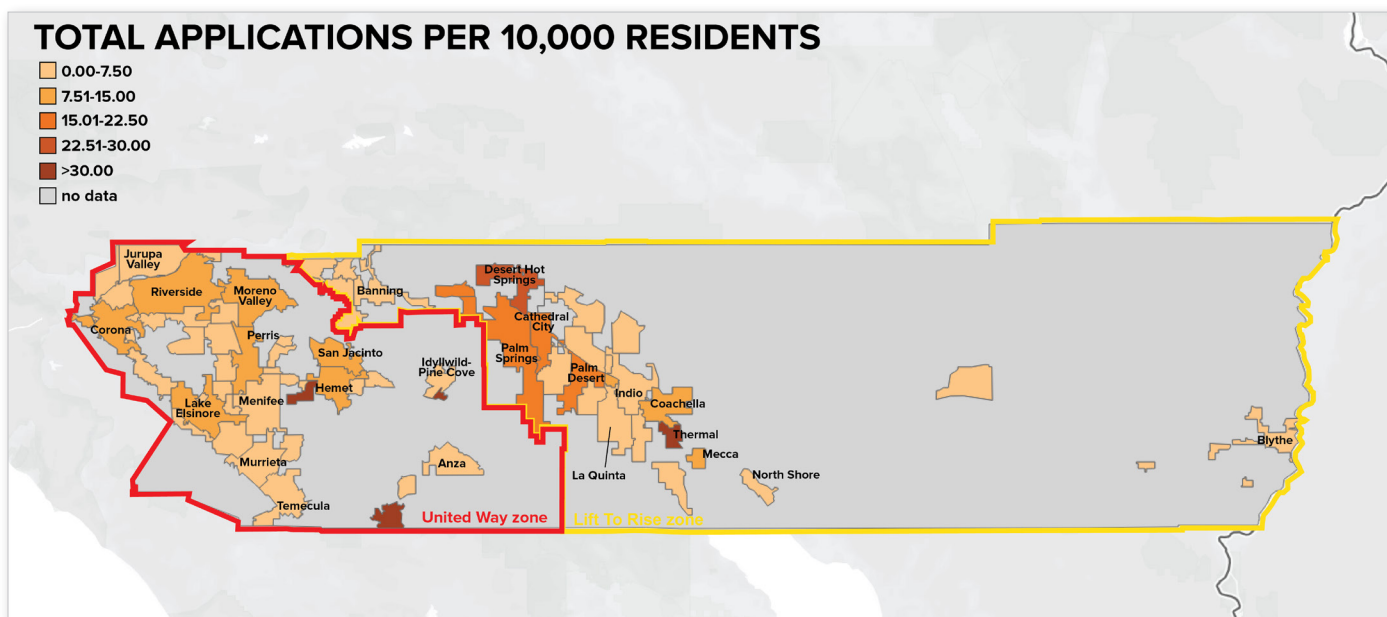 TOTAL APPLICATIONS PER 10,000 RESIDENTS
0.00-7.50
7.51-15.00
15.01-22.50
22.51-30.00
>30.00
no data
Jurupa
Valley
Riverside
Moreno
Valley
Banning
Desert Hot
Springs
Corona
Perris
Cathedral
City
San Jacinto
Palm
Springs
Idyllwild-
Pine Cove
Palm
Desert
Hemet
Lake
Elsinore
Menifee
Indio
Coachella
Thermal
Blythe
Mecca
Murrieta
Anza
La Quinta
North Shore
Temecula
United Way zone
Lift To Rise zone